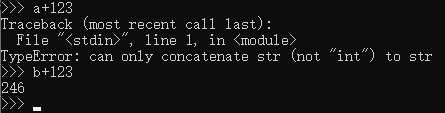 >>> a+123
Traceback (most recent call last):
  File "<stdin>", line 1, in <module>
TypeError: can only concatenate str (not "int") to str
>>> b+123
246
>>>